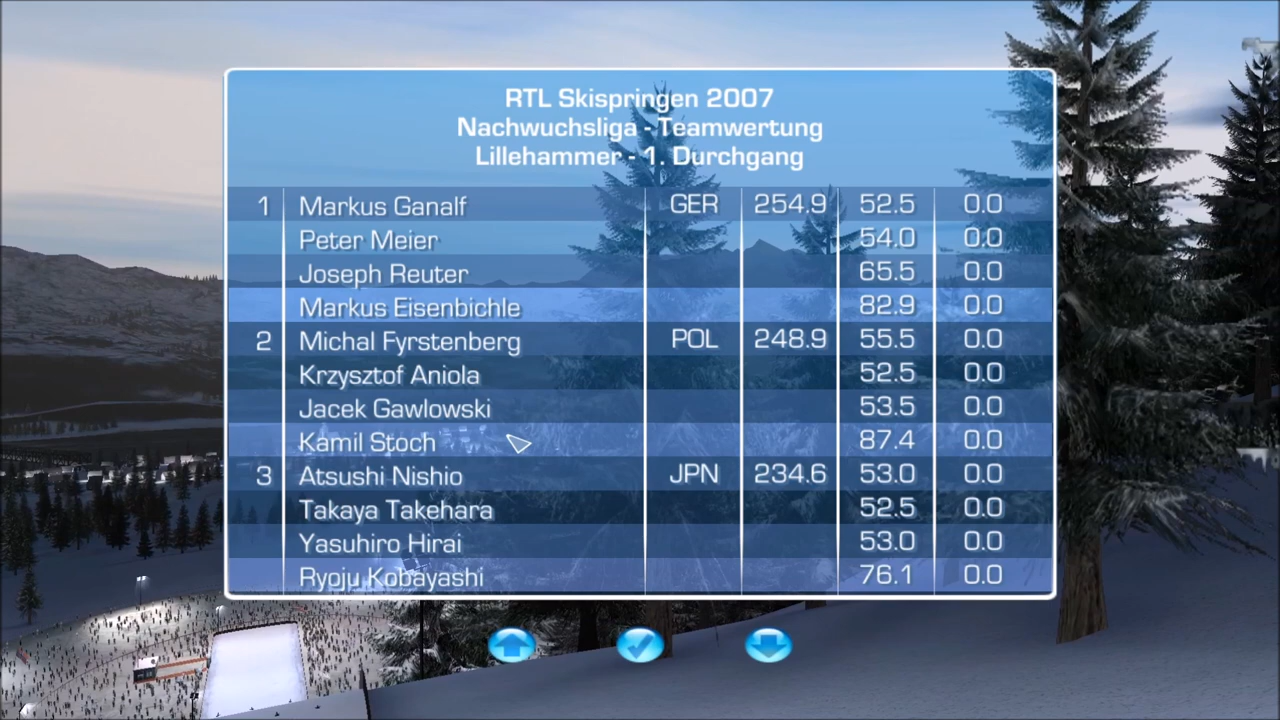 RTL Skispringen 2007
Nachwuchsliga - Teamwertung
Lillehammer - 1. Durchgang
1 Markus Ganalf GER 254.9 52.5 0.0
Peter Meier 54.0 0.0
Joseph Reuter 65.5 0.0
Markus Eisenbichle 82.9 0.0
2 Michal Fyrstenberg POL 248.9 55.5 0.0
Krzysztof Aniola 52.5 0.0
Jacek Gawlowski 53.5 0.0
Kamil Stoch 87.4 0.0
3 Atsushi Nishio JPN 234.6 53.0 0.0
Takaya Takehara 52.5 0.0
Yasuhiro Hirai 53.0 0.0
Ryoju Kobayashi 76.1 0.0